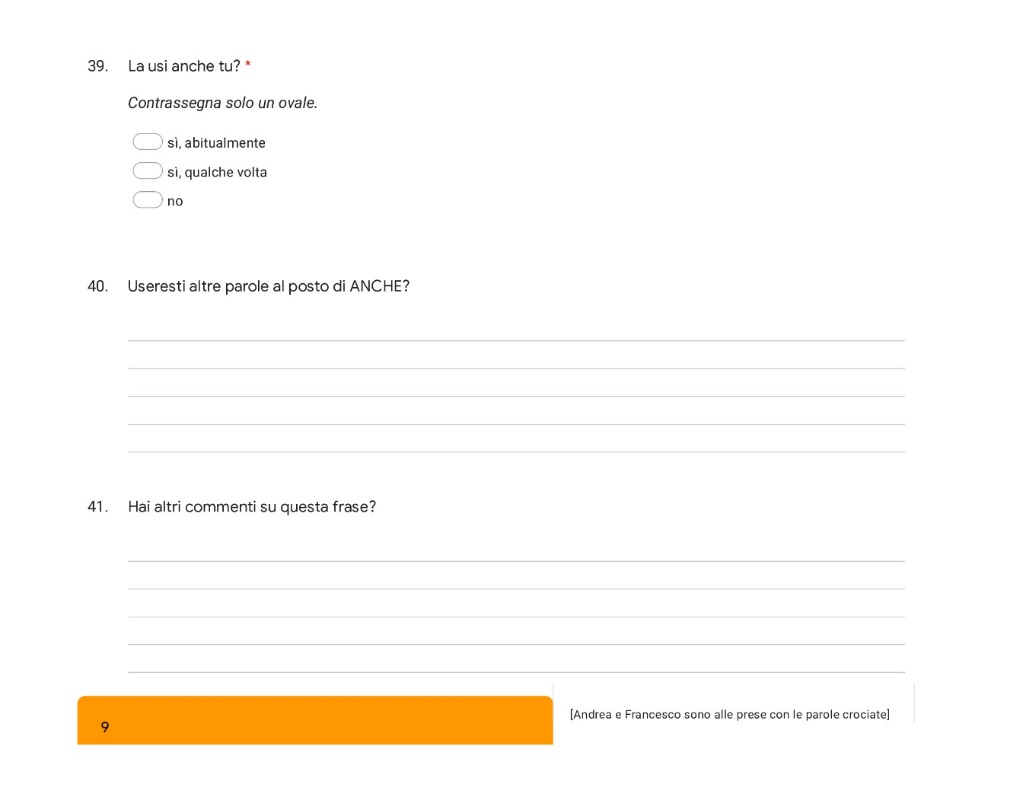 39. La usi anche tu? *
Contrassegna solo un ovale.
sì, abitualmente
sì, qualche volta
no
40. Useresti altre parole al posto di ANCHE?
41. Hai altri commenti su questa frase?
9
[Andrea e Francesco sono alle prese con le parole crociate]